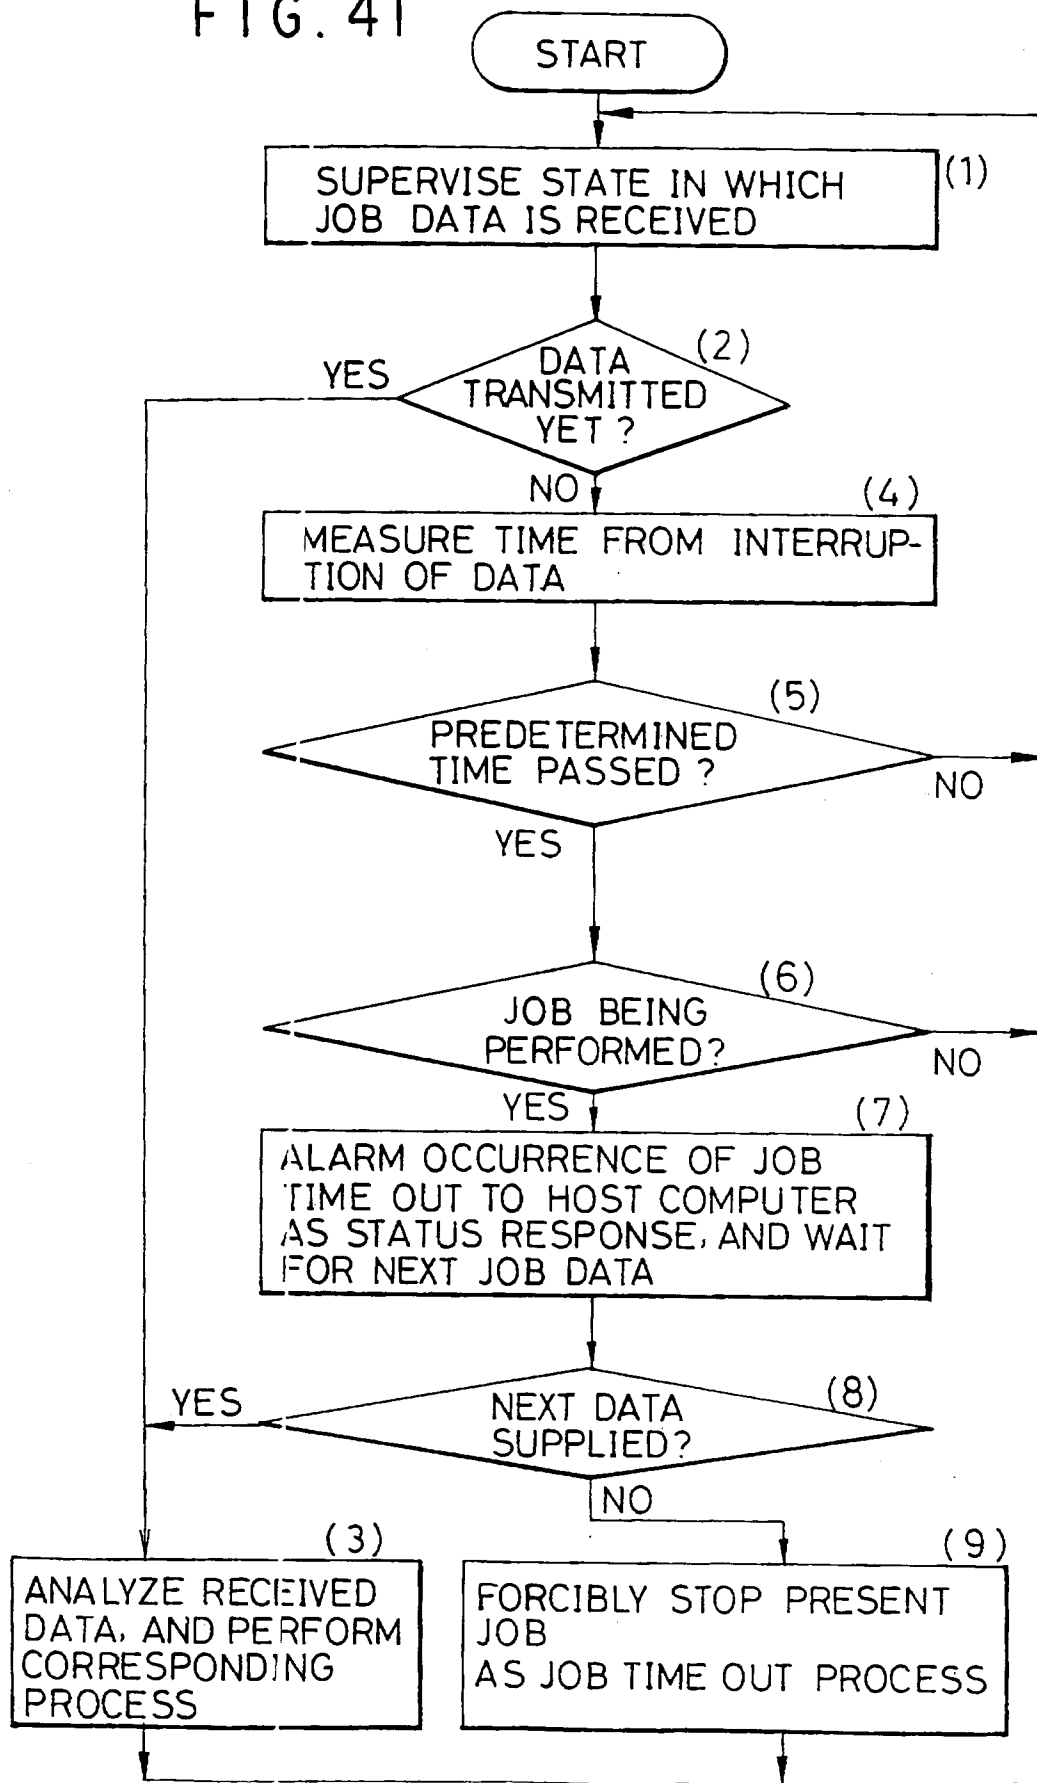 FIG. 41
START
(1)
SUPERVISE STATE IN WHICH
JOB DATA IS RECEIVED
(2)
DATA
TRANSMITTED
YET ?
YES
NO
(4)
MEASURE TIME FROM INTERRUP-
TION OF DATA
(5)
PREDETERMINED
TIME PASSED ?
NO
YES
(6)
JOB BEING
PERFORMED?
NO
YES
(7)
ALARM OCCURRENCE OF JOB
TIME OUT TO HOST COMPUTER
AS STATUS RESPONSE, AND WAIT
FOR NEXT JOB DATA
(8)
YES
NEXT DATA
SUPPLIED?
NO
(3)
ANALYZE RECEIVED
DATA, AND PERFORM
CORRESPONDING
PROCESS
(9)
FORCIBLY STOP PRESENT
JOB
AS JOB TIME OUT PROCESS